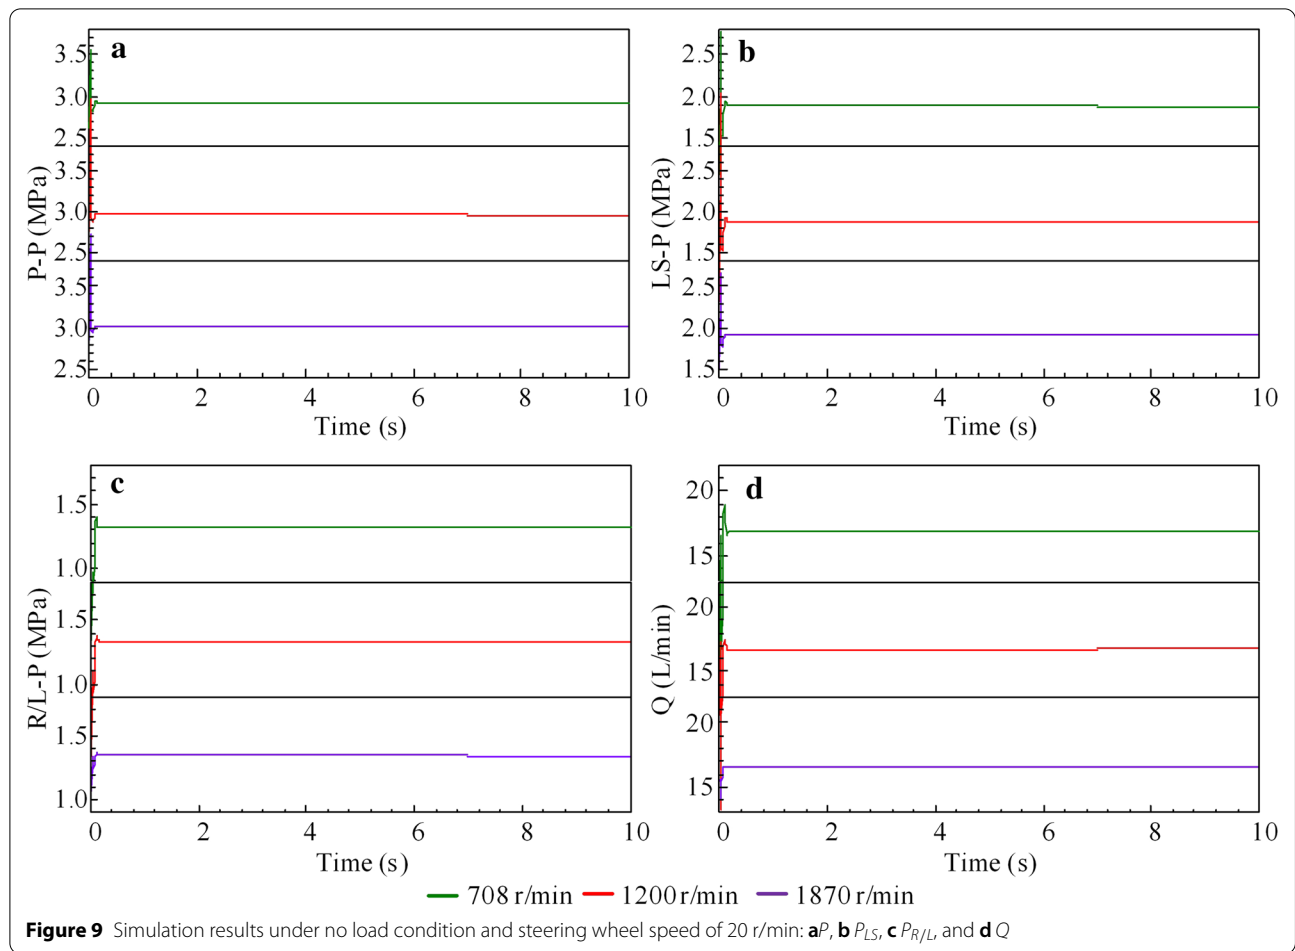 a
3.5
3.0
2.5
3.5
3.0
2.5
3.5
3.0
2.5
P-P (MPa)
0 2 4 6 8 10
Time (s)
b
2.5
2.0
1.5
2.5
2.0
1.5
2.5
2.0
1.5
LS-P (MPa)
0 2 4 6 8 10
Time (s)
c
1.5
1.0
1.5
1.0
1.5
1.0
R/L-P (MPa)
0 2 4 6 8 10
Time (s)
d
20
15
20
15
20
15
Q (L/min)
0 2 4 6 8 10
Time (s)
708 r/min 1200 r/min 1870 r/min
Figure 9 Simulation results under no load condition and steering wheel speed of 20 r/min: aP, b PLS, c PR/L, and d Q